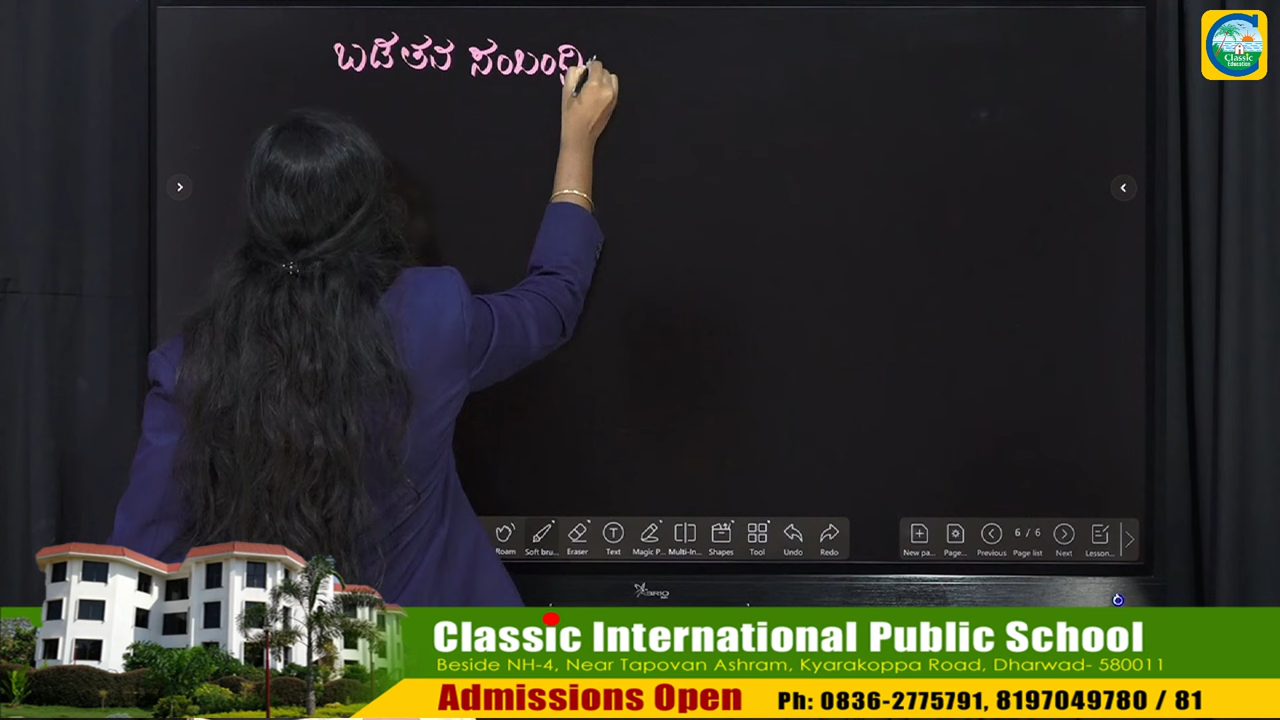 ಬಡತನ ಸಂಬಂಧಿ
Classic
Education
Roam
Soft bru...
Eraser
Text
Magic P...
Multi-In...
Shapes
Tool
Undo
Redo
New pa...
Page...
Previous
6 / 6
Page list
Next
Lesson...
Classic International Public School
Beside NH-4, Near Tapovan Ashram, Kyarakoppa Road, Dharwad- 580011
Admissions Open
Ph: 0836-2775791, 8197049780 / 81